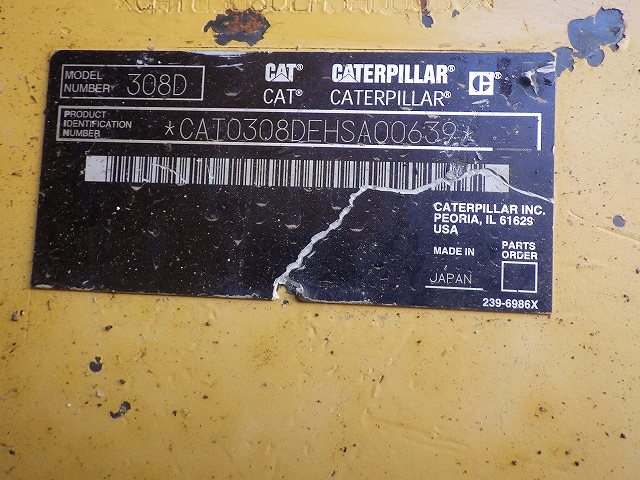 MODEL NUMBER 308D
CAT® CATERPILLAR® C®
CAT® CATERPILLAR®
PRODUCT IDENTIFICATION NUMBER *CAT0308DEHSA00639*
CATERPILLAR INC.
PEORIA, IL 61629
USA
MADE IN JAPAN
PARTS ORDER
239-6986X